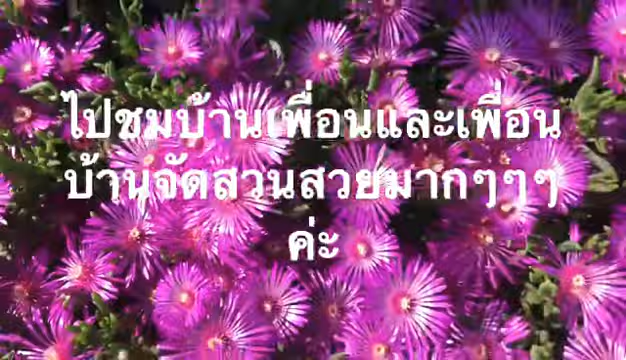 ไปชมบ้านเพื่อนและเพื่อน
บ้านจัดสวนสวยมากๆๆๆ
ค่ะ